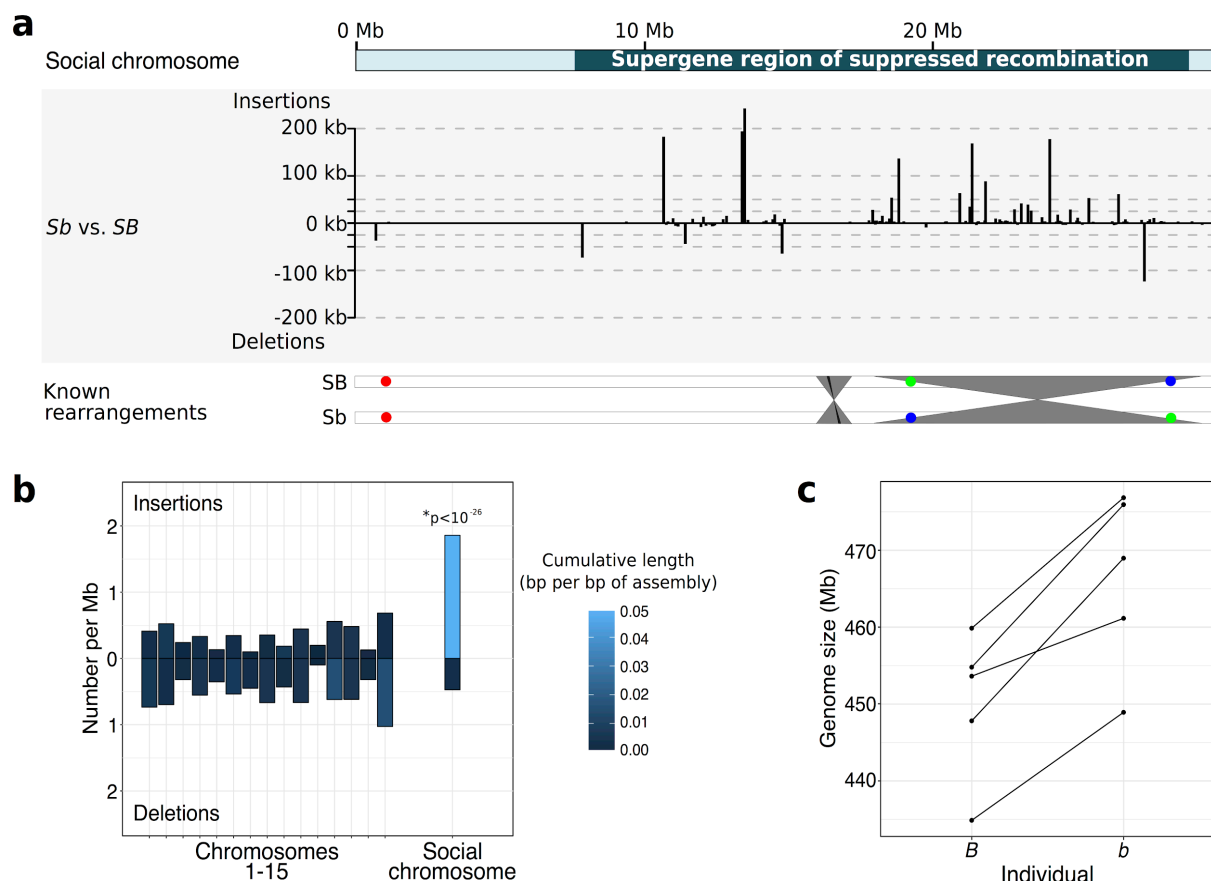 a
0 Mb 10 Mb 20 Mb
Social chromosome
Supergene region of suppressed recombination
Insertions
200 kb
100 kb
0 kb
-100 kb
-200 kb
Deletions
Sb vs. SB
Known
rearrangements
SB
Sb
b
Insertions
*p<10-26
2
1
0
1
2
Number per Mb
Deletions
Chromosomes
1-15
Social
chromosome
Cumulative length
(bp per bp of assembly)
0.05
0.04
0.03
0.02
0.01
0.00
c
Genome size (Mb)
470
460
450
440
B b
Individual